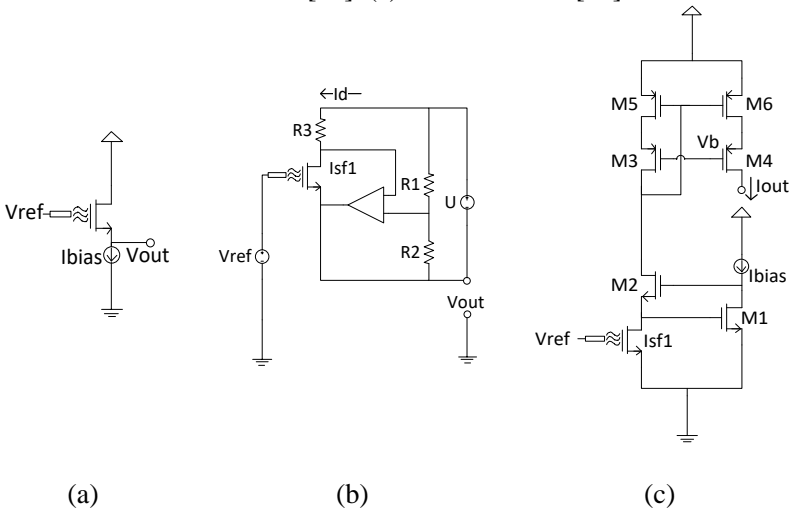 ←Id—
R3
Isf1
R1
U
R2
Vref
Vout
Vref
Ibias
Vout
M5
M6
Vb
M3
M4
Iout
Ibias
M2
M1
Vref
Isf1
(a)
(b)
(c)